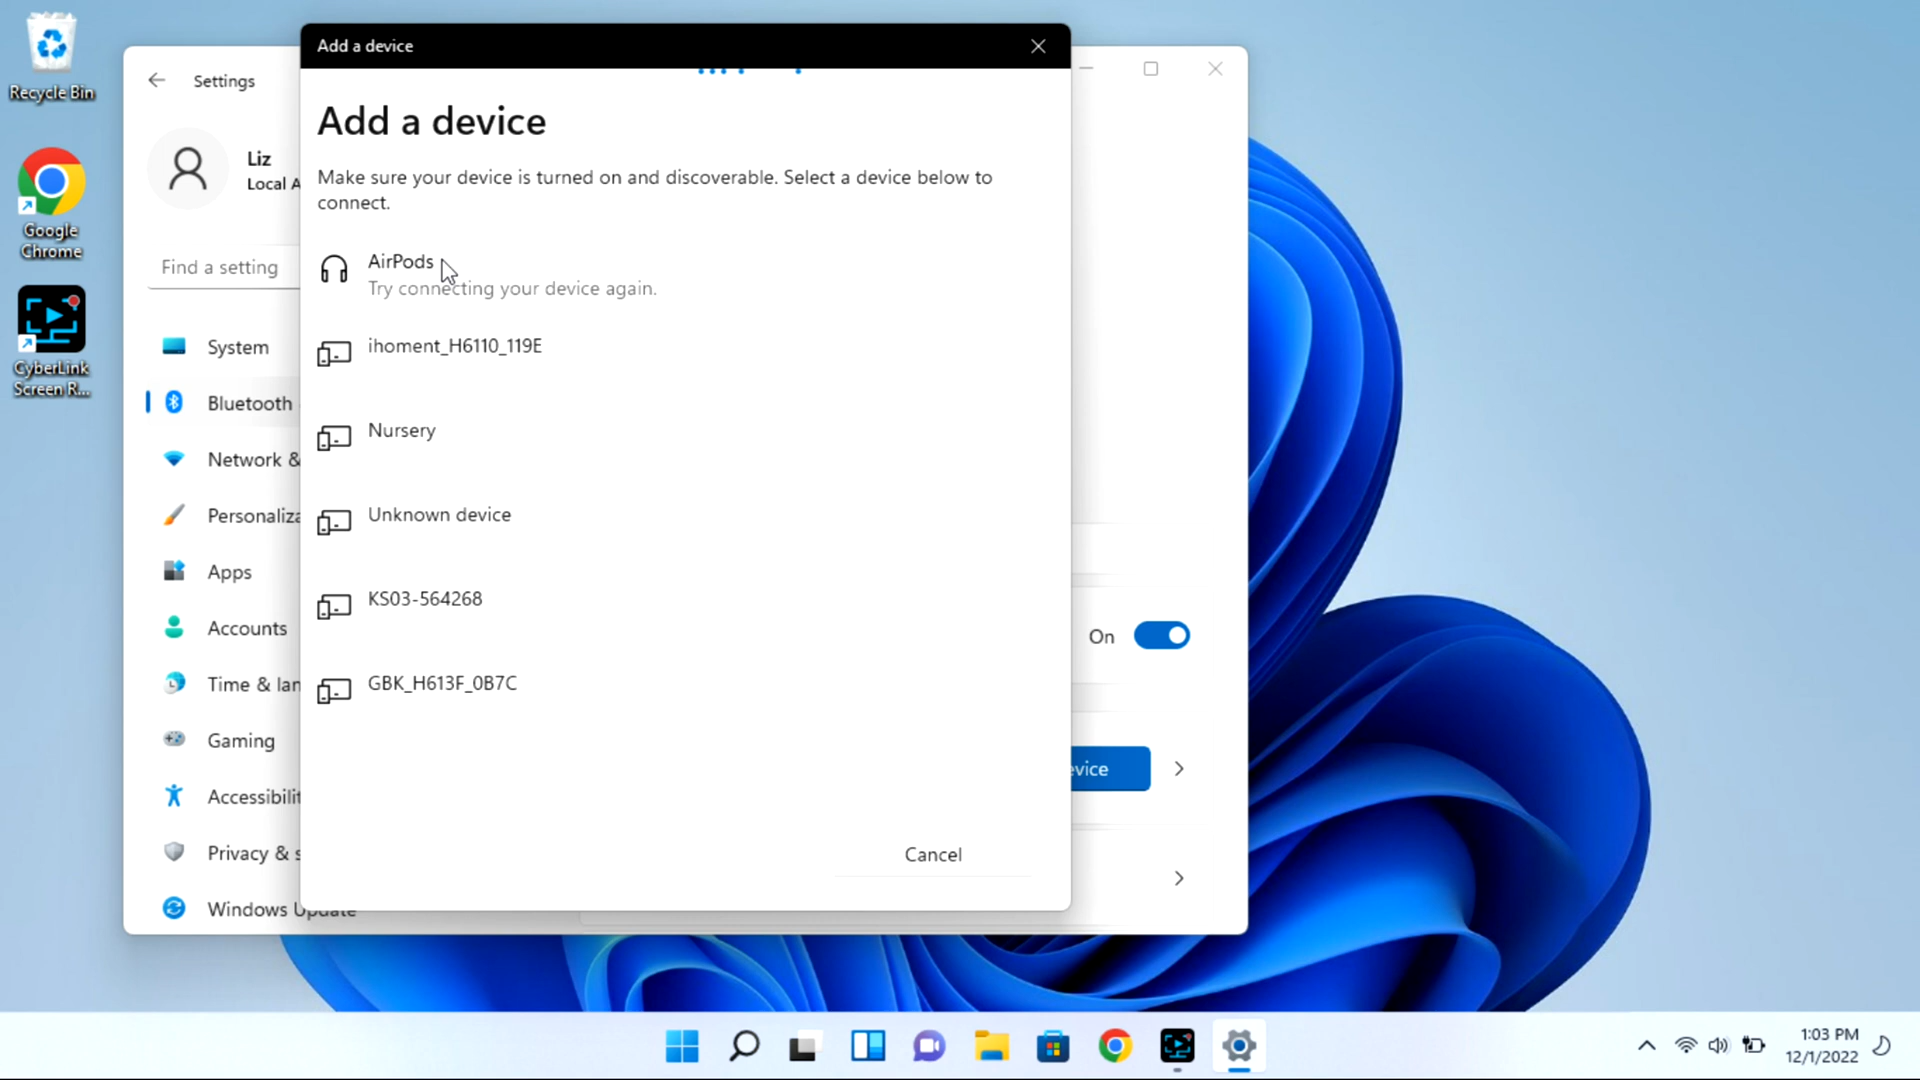 Recycle Bin
Google
Chrome
CyberLink
Screen R...
Settings
Liz
Local A
Find a setting
System
Bluetooth
Network &
Personaliza
Apps
Accounts
Time & lan
Gaming
Accessibilit
Privacy & s
Windows Update
Add a device
Add a device
Make sure your device is turned on and discoverable. Select a device below to
connect.
AirPods
Try connecting your device again.
ihoment_H6110_119E
Nursery
Unknown device
KS03-564268
GBK_H613F_0B7C
Cancel
On
evice
1:03 PM
12/1/2022